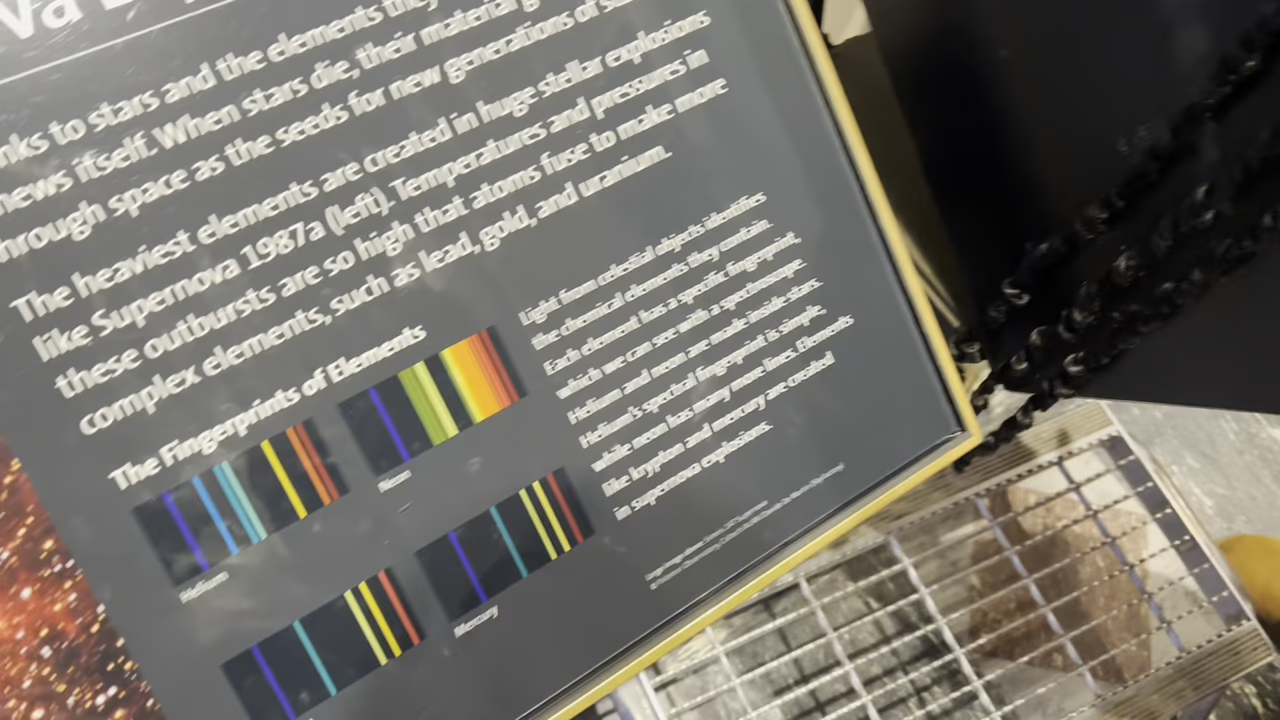 Va
nks to stars and the elements they
news itself. When stars die, their material
hrough space as the seeds for new generations of
The heaviest elements are created in huge stellar explosions
like Supernova 1987a (left). Temperatures and pressures in
these outbursts are so high that atoms fuse to make more
complex elements, such as lead, gold, and uranium.
The Fingerprints of Elements
Helium
Neon
Mercury
Light from celestial objects identifies
the chemical elements they contain.
Each element has a specific fingerprint,
which we can see with a spectroscope.
Helium and neon are made inside stars.
Helium's spectral fingerprint is simple,
while neon has many more lines. Elements
like krypton and mercury are created
in supernova explosions.